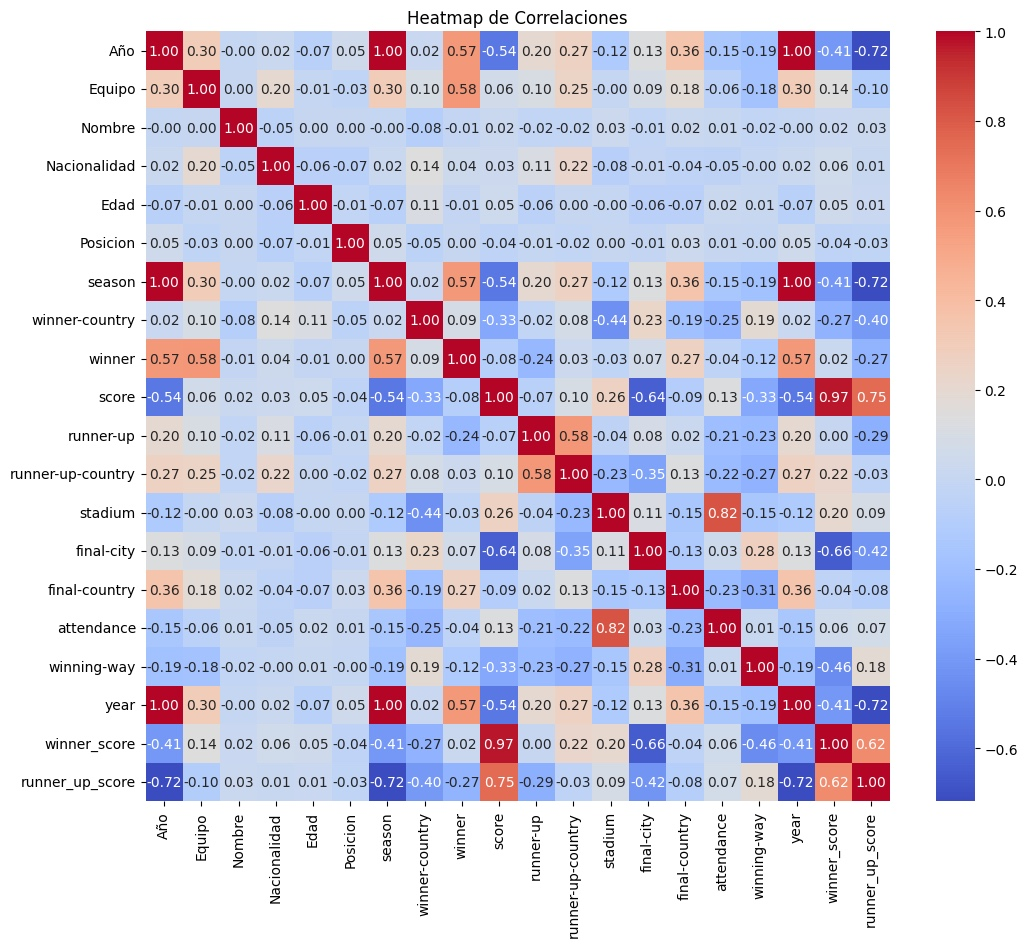 Heatmap de Correlaciones
Año 1.00 0.30 -0.00 0.02 -0.07 0.05 1.00 0.02 0.57 -0.54 0.20 0.27 -0.12 0.13 0.36 -0.15 -0.19 1.00 -0.41 -0.72
Equipo 0.30 1.00 0.00 0.20 -0.01 -0.03 0.30 0.10 0.58 0.06 0.10 0.25 -0.00 0.09 0.18 -0.06 -0.18 0.30 0.14 -0.10
Nombre -0.00 0.00 1.00 -0.05 0.00 0.00 -0.00 -0.08 -0.01 0.02 -0.02 -0.02 0.03 -0.01 0.02 0.01 -0.02 -0.00 0.02 0.03
Nacionalidad 0.02 0.20 -0.05 1.00 -0.06 -0.07 0.02 0.14 0.04 0.03 0.11 0.22 -0.08 -0.01 -0.04 -0.05 -0.00 0.02 0.06 0.01
Edad -0.07 -0.01 0.00 -0.06 1.00 -0.01 -0.07 0.11 -0.01 0.05 -0.06 0.00 -0.00 -0.06 -0.07 0.02 0.01 -0.07 0.05 0.01
Posicion 0.05 -0.03 0.00 -0.07 -0.01 1.00 0.05 -0.05 0.00 -0.04 -0.01 -0.02 0.00 -0.01 0.03 0.01 -0.00 0.05 -0.04 -0.03
season 1.00 0.30 -0.00 0.02 -0.07 0.05 1.00 0.02 0.57 -0.54 0.20 0.27 -0.12 0.13 0.36 -0.15 -0.19 1.00 -0.41 -0.72
winner-country 0.02 0.10 -0.08 0.14 0.11 -0.05 0.02 1.00 0.09 -0.33 -0.02 0.08 -0.44 0.23 -0.19 -0.25 0.19 0.02 -0.27 -0.40
winner 0.57 0.58 -0.01 0.04 -0.01 0.00 0.57 0.09 1.00 -0.08 -0.24 0.03 -0.03 0.07 0.27 -0.04 -0.12 0.57 0.02 -0.27
score -0.54 0.06 0.02 0.03 0.05 -0.04 -0.54 -0.33 -0.08 1.00 -0.07 0.10 0.26 -0.64 -0.09 0.13 -0.33 -0.54 0.97 0.75
runner-up 0.20 0.10 -0.02 0.11 -0.06 -0.01 0.20 -0.02 -0.24 -0.07 1.00 0.58 -0.04 0.08 0.02 -0.21 -0.23 0.20 0.00 -0.29
runner-up-country 0.27 0.25 -0.02 0.22 0.00 -0.02 0.27 0.08 0.03 0.10 0.58 1.00 -0.23 -0.35 0.13 -0.22 -0.27 0.27 0.22 -0.03
stadium -0.12 -0.00 0.03 -0.08 -0.00 0.00 -0.12 -0.44 -0.03 0.26 -0.04 -0.23 1.00 0.11 -0.15 0.82 -0.15 -0.12 0.20 0.09
final-city 0.13 0.09 -0.01 -0.01 -0.06 -0.01 0.13 0.23 0.07 -0.64 0.08 -0.35 0.11 1.00 -0.13 0.03 0.28 0.13 -0.66 -0.42
final-country 0.36 0.18 0.02 -0.04 -0.07 0.03 0.36 -0.19 0.27 -0.09 0.02 0.13 -0.15 -0.13 1.00 -0.23 -0.31 0.36 -0.04 -0.08
attendance -0.15 -0.06 0.01 -0.05 0.02 0.01 -0.15 -0.25 -0.04 0.13 -0.21 -0.22 0.82 0.03 -0.23 1.00 0.01 -0.15 0.06 0.07
winning-way -0.19 -0.18 -0.02 -0.00 0.01 -0.00 -0.19 0.19 -0.12 -0.33 -0.23 -0.27 -0.15 0.28 -0.31 0.01 1.00 -0.19 -0.46 0.18
year 1.00 0.30 -0.00 0.02 -0.07 0.05 1.00 0.02 0.57 -0.54 0.20 0.27 -0.12 0.13 0.36 -0.15 -0.19 1.00 -0.41 -0.72
winner_score -0.41 0.14 0.02 0.06 0.05 -0.04 -0.41 -0.27 0.02 0.97 0.00 0.22 0.20 -0.66 -0.04 0.06 -0.46 -0.41 1.00 0.62
runner_up_score -0.72 -0.10 0.03 0.01 0.01 -0.03 -0.72 -0.40 -0.27 0.75 -0.29 -0.03 0.09 -0.42 -0.08 0.07 0.18 -0.72 0.62 1.00
Año
Equipo
Nombre
Nacionalidad
Edad
Posicion
season
winner-country
winner
score
runner-up
runner-up-country
stadium
final-city
final-country
attendance
winning-way
year
winner_score
runner_up_score
1.0
0.8
0.6
0.4
0.2
0.0
−0.2
−0.4
−0.6